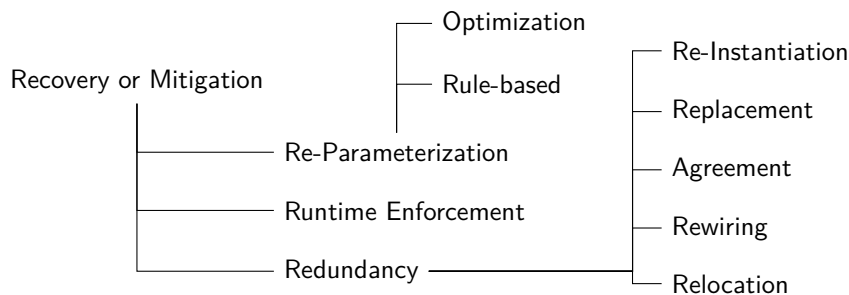 Recovery or Mitigation
Re-Parameterization
Optimization
Rule-based
Runtime Enforcement
Redundancy
Re-Instantiation
Replacement
Agreement
Rewiring
Relocation